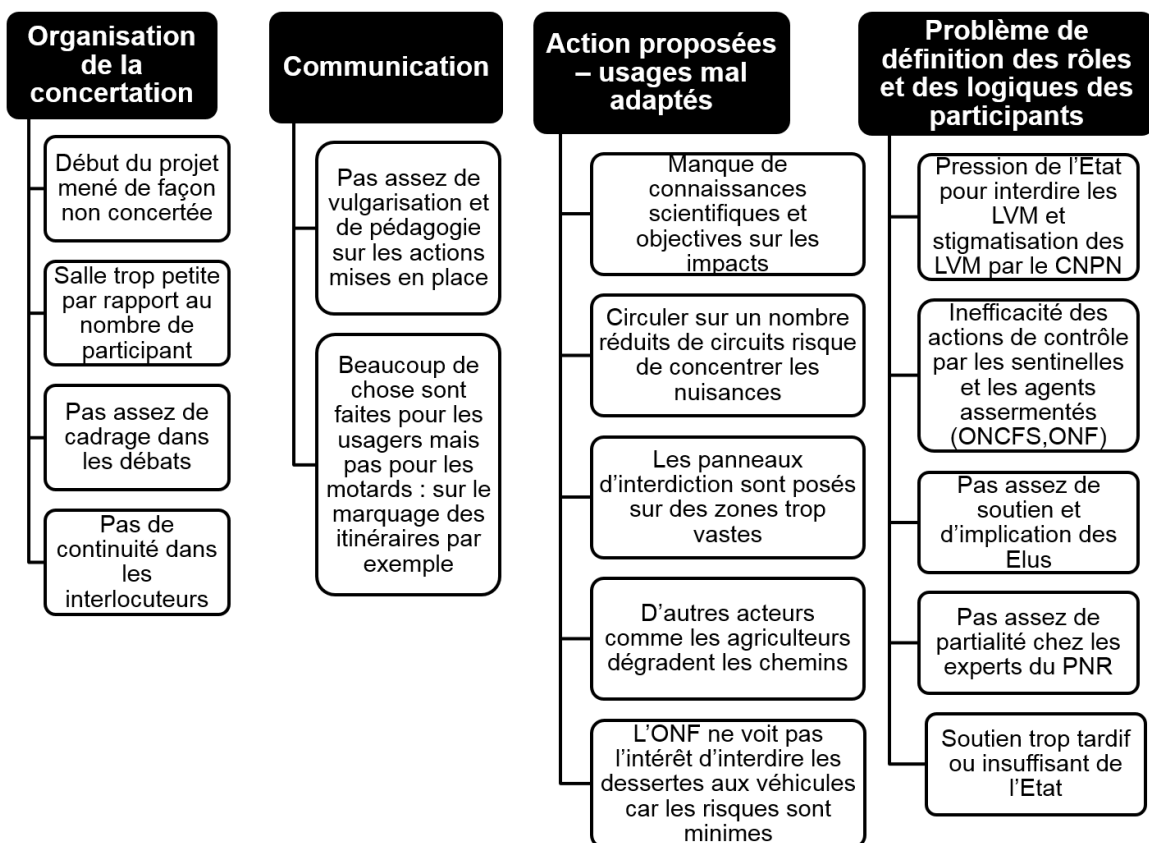 Organisation
de la
concertation
Début du projet
mené de façon
non concertée
Salle trop petite
par rapport au
nombre de
participant
Pas assez de
cadrage dans
les débats
Pas de
continuité dans
les
interlocuteurs
Communication
Pas assez de
vulgarisation et
de pédagogie
sur les actions
mises en place
Beaucoup de
chose sont
faites pour les
usagers mais
pas pour les
motards : sur le
marquage des
itinéraires par
exemple
Action proposées
– usages mal
adaptés
Manque de
connaissances
scientifiques et
objectives sur les
impacts
Circuler sur un nombre
réduits de circuits risque
de concentrer les
nuisances
Les panneaux
d’interdiction sont posés
sur des zones trop
vastes
D’autres acteurs
comme les agriculteurs
dégradent les chemins
L’ONF ne voit pas
l’intérêt d’interdire les
dessertes aux véhicules
car les risques sont
minimes
Problème de
définition des rôles
et des logiques des
participants
Pression de l’Etat
pour interdire les
LVM et
stigmatisation des
LVM par le CNPN
Inefficacité des
actions de contrôle
par les sentinelles
et les agents
assermentés
(ONCFS,ONF)
Pas assez de
soutien et
d’implication des
Elus
Pas assez de
partialité chez les
experts du PNR
Soutien trop tardif
ou insuffisant de
l’Etat